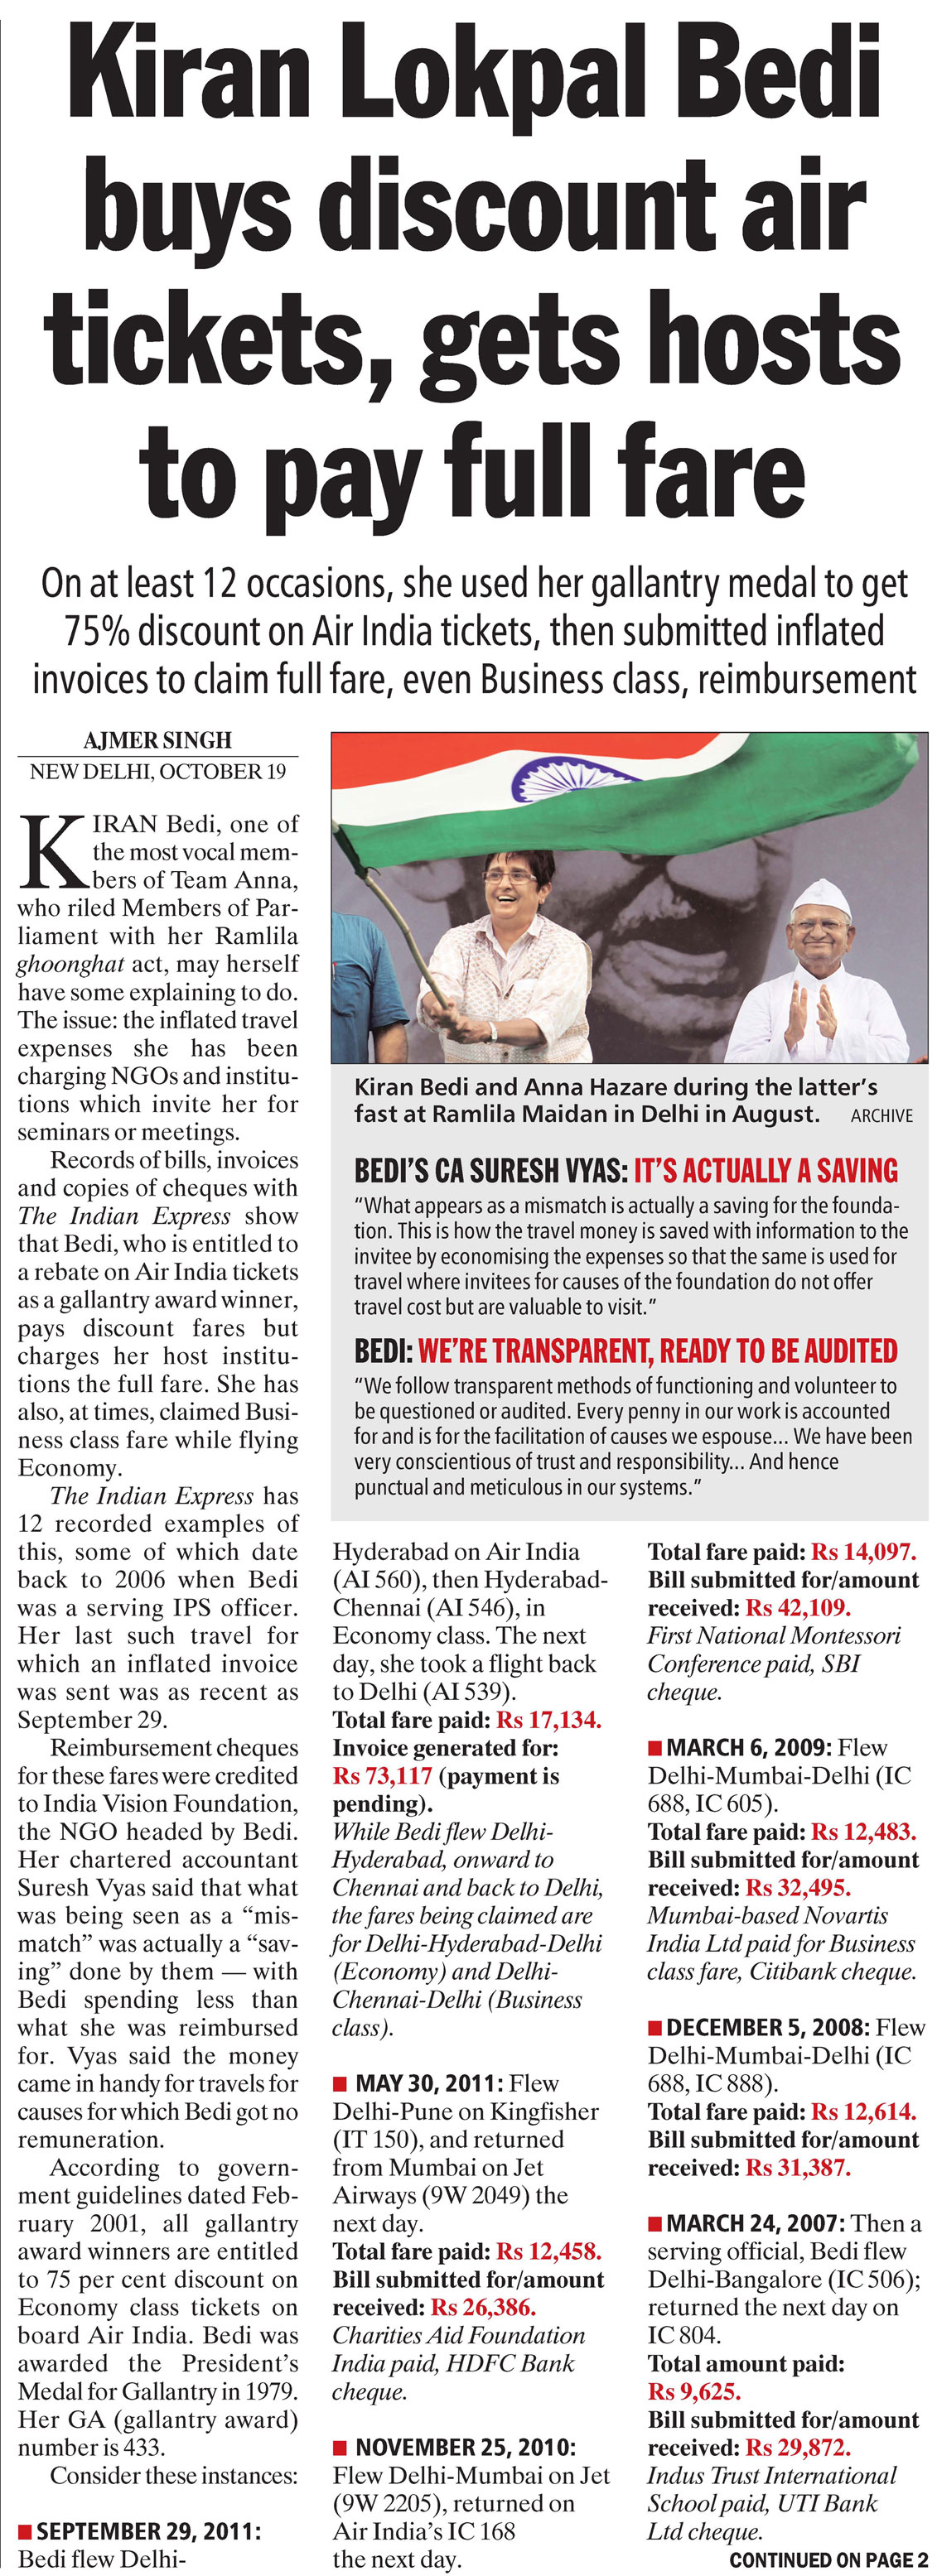 Kiran Lokpal Bedi
buys discount air
tickets, gets hosts
to pay full fare
On at least 12 occasions, she used her gallantry medal to get
75% discount on Air India tickets, then submitted inflated
invoices to claim full fare, even Business class, reimbursement
AJMER SINGH
NEW DELHI, OCTOBER 19
KIRAN Bedi, one of
the most vocal mem-
bers of Team Anna,
who riled Members of Par-
liament with her Ramlila
ghoonghat act, may herself
have some explaining to do.
The issue: the inflated travel
expenses she has been
charging NGOs and institu-
tions which invite her for
seminars or meetings.
Records of bills, invoices
and copies of cheques with
The Indian Express show
that Bedi, who is entitled to
a rebate on Air India tickets
as a gallantry award winner,
pays discount fares but
charges her host institu-
tions the full fare. She has
also, at times, claimed Busi-
ness class fare while flying
Economy.
The Indian Express has
12 recorded examples of
this, some of which date
back to 2006 when Bedi
was a serving IPS officer.
Her last such travel for
which an inflated invoice
was sent was as recent as
September 29.
Reimbursement cheques
for these fares were credited
to India Vision Foundation,
the NGO headed by Bedi.
Her chartered accountant
Suresh Vyas said that what
was being seen as a “mis-
match” was actually a “sav-
ing” done by them — with
Bedi spending less than
what she was reimbursed
for. Vyas said the money
came in handy for travels for
causes for which Bedi got no
remuneration.
According to govern-
ment guidelines dated Feb-
ruary 2001, all gallantry
award winners are entitled
to 75 per cent discount on
Economy class tickets on
board Air India. Bedi was
awarded the President’s
Medal for Gallantry in 1979.
Her GA (gallantry award)
number is 433.
Consider these instances:
■ SEPTEMBER 29, 2011:
Bedi flew Delhi-
Kiran Bedi and Anna Hazare during the latter’s
fast at Ramlila Maidan in Delhi in August. ARCHIVE
BEDI’S CA SURESH VYAS: IT’S ACTUALLY A SAVING
“What appears as a mismatch is actually a saving for the founda-
tion. This is how the travel money is saved with information to the
invitee by economising the expenses so that the same is used for
travel where invitees for causes of the foundation do not offer
travel cost but are valuable to visit.”
BEDI: WE’RE TRANSPARENT, READY TO BE AUDITED
“We follow transparent methods of functioning and volunteer to
be questioned or audited. Every penny in our work is accounted
for and is for the facilitation of causes we espouse... We have been
very conscientious of trust and responsibility... And hence
punctual and meticulous in our systems.”
Hyderabad on Air India
(AI 560), then Hyderabad-
Chennai (AI 546), in
Economy class. The next
day, she took a flight back
to Delhi (AI 539).
Total fare paid: Rs 17,134.
Invoice generated for:
Rs 73,117 (payment is
pending).
While Bedi flew Delhi-
Hyderabad, onward to
Chennai and back to Delhi,
the fares being claimed are
for Delhi-Hyderabad-Delhi
(Economy) and Delhi-
Chennai-Delhi (Business
class).
■ MAY 30, 2011: Flew
Delhi-Pune on Kingfisher
(IT 150), and returned
from Mumbai on Jet
Airways (9W 2049) the
next day.
Total fare paid: Rs 12,458.
Bill submitted for/amount
received: Rs 26,386.
Charities Aid Foundation
India paid, HDFC Bank
cheque.
■ NOVEMBER 25, 2010:
Flew Delhi-Mumbai on Jet
(9W 2205), returned on
Air India’s IC 168
the next day.
Total fare paid: Rs 14,097.
Bill submitted for/amount
received: Rs 42,109.
First National Montessori
Conference paid, SBI
cheque.
■ MARCH 6, 2009: Flew
Delhi-Mumbai-Delhi (IC
688, IC 605).
Total fare paid: Rs 12,483.
Bill submitted for/amount
received: Rs 32,495.
Mumbai-based Novartis
India Ltd paid for Business
class fare, Citibank cheque.
■ DECEMBER 5, 2008: Flew
Delhi-Mumbai-Delhi (IC
688, IC 888).
Total fare paid: Rs 12,614.
Bill submitted for/amount
received: Rs 31,387.
■ MARCH 24, 2007: Then a
serving official, Bedi flew
Delhi-Bangalore (IC 506);
returned the next day on
IC 804.
Total amount paid:
Rs 9,625.
Bill submitted for/amount
received: Rs 29,872.
Indus Trust International
School paid, UTI Bank
Ltd cheque.
CONTINUED ON PAGE 2